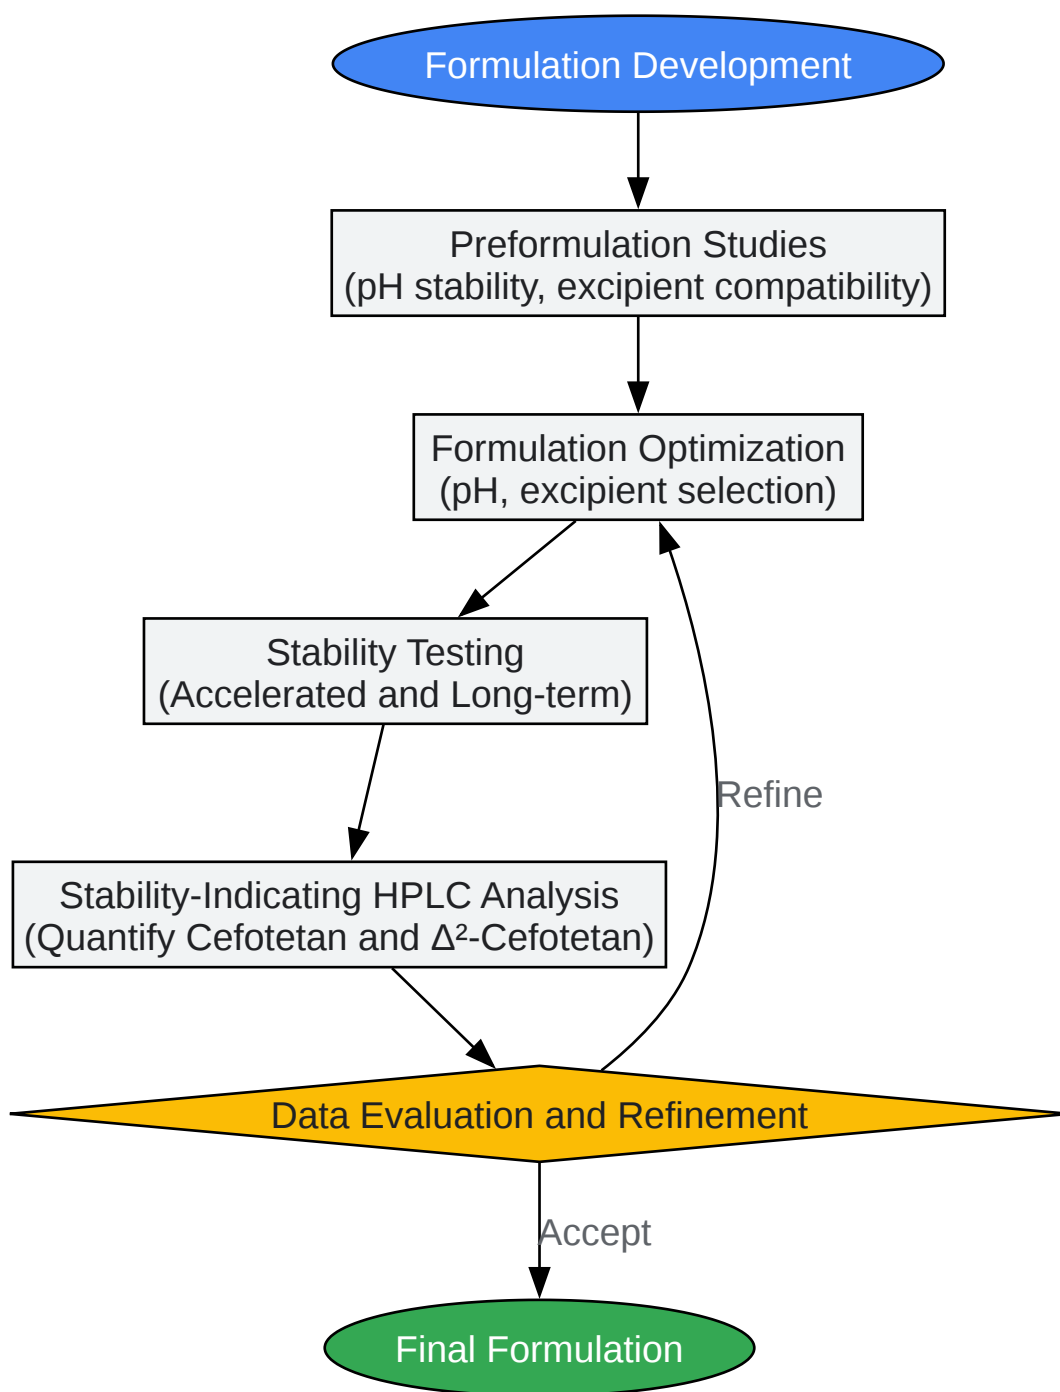 Formulation Development
Preformulation Studies
(pH stability, excipient compatibility)
Formulation Optimization
(pH, excipient selection)
Stability Testing
(Accelerated and Long-term)
Refine
Stability-Indicating HPLC Analysis
(Quantify Cefotetan and Δ²-Cefotetan)
Data Evaluation and Refinement
Accept
Final Formulation